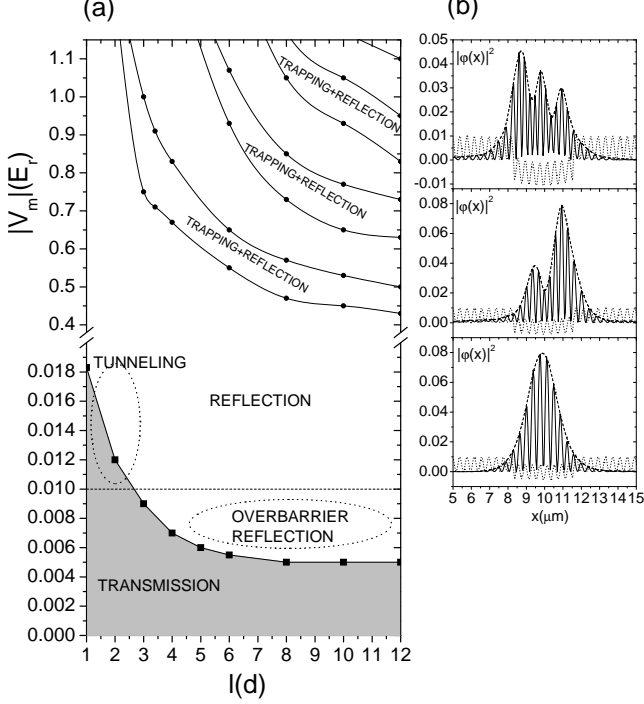 (a)
|V_m|(E_r)
1.1
1.0
0.9
0.8
0.7
0.6
0.5
0.4
0.018
0.016
0.014
0.012
0.010
0.008
0.006
0.004
0.002
0.000
TRAPPING+REFLECTION
TRAPPING+REFLECTION
TRAPPING+REFLECTION
TUNNELING
REFLECTION
OVERBARRIER
REFLECTION
TRANSMISSION
1 2 3 4 5 6 7 8 9 10 11 12
l(d)
(b)
|φ(x)|²
0.05
0.04
0.03
0.02
0.01
0.00
-0.01
|φ(x)|²
0.08
0.06
0.04
0.02
0.00
|φ(x)|²
0.08
0.06
0.04
0.02
0.00
5 6 7 8 9 10 11 12 13 14 15
x(μm)